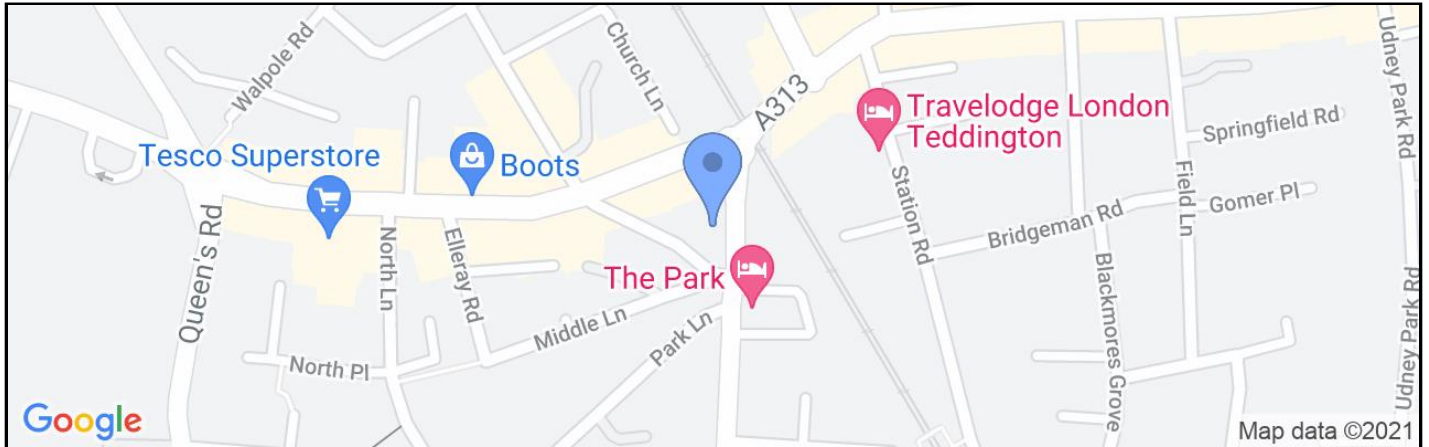 Walpole Rd
Church Ln
A313
Udney Park Rd
Travelodge London
Teddington
Springfield Rd
Tesco Superstore
Boots
Station Rd
Field Ln
Gomer Pl
Bridgeman Rd
Queen's Rd
North Ln
Elleray Rd
The Park
Blackmores Grove
Middle Ln
Park Ln
North Pl
Udney Park Rd
Google
Map data ©2021